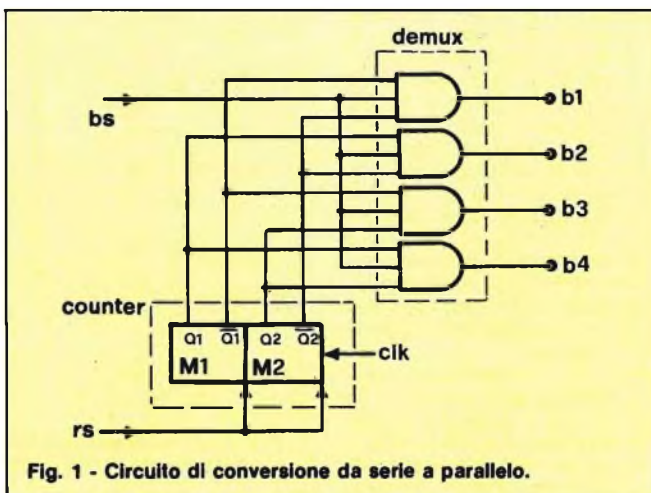 demux
bs
b1
b2
b3
b4
counter
Q1 Q̅1̅ Q2 Q̅2̅
M1 M2
clk
rs
Fig. 1 - Circuito di conversione da serie a parallelo.